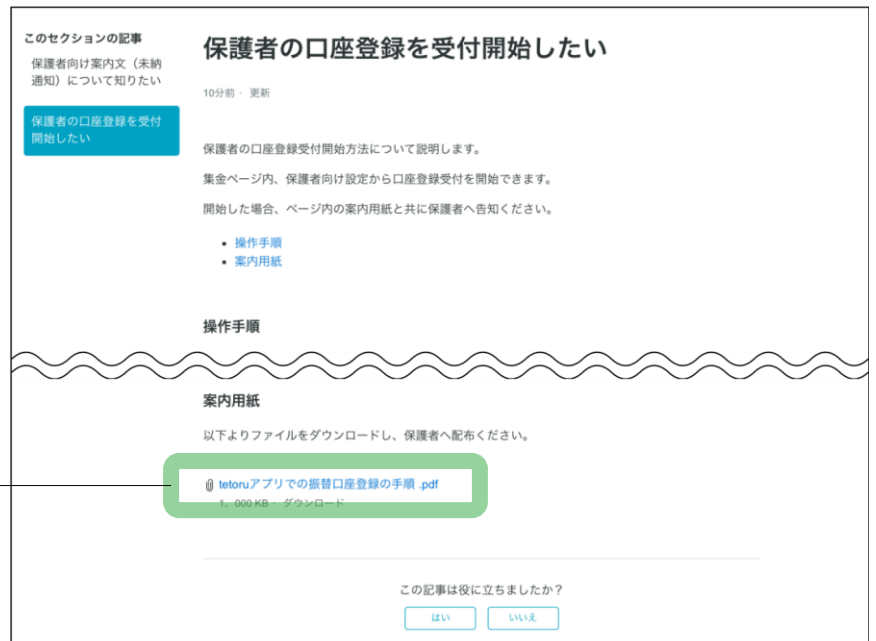 このセクションの記事
保護者向け案内文（未納
通知）について知りたい
保護者の口座登録を受付
開始したい
保護者の口座登録を受付開始したい
10分前・ 更新
保護者の口座登録受付開始方法について説明します。
集金ページ内、保護者向け設定から口座登録受付を開始できます。
開始した場合、ページ内の案内用紙と共に保護者へ告知ください。
• 操作手順
• 案内用紙
操作手順
案内用紙
以下よりファイルをダウンロードし、保護者へ配布ください。
tetoruアプリでの振替口座登録の手順 .pdf
1、000 KB・ ダウンロード
この記事は役に立ちましたか？
はい
いいえ